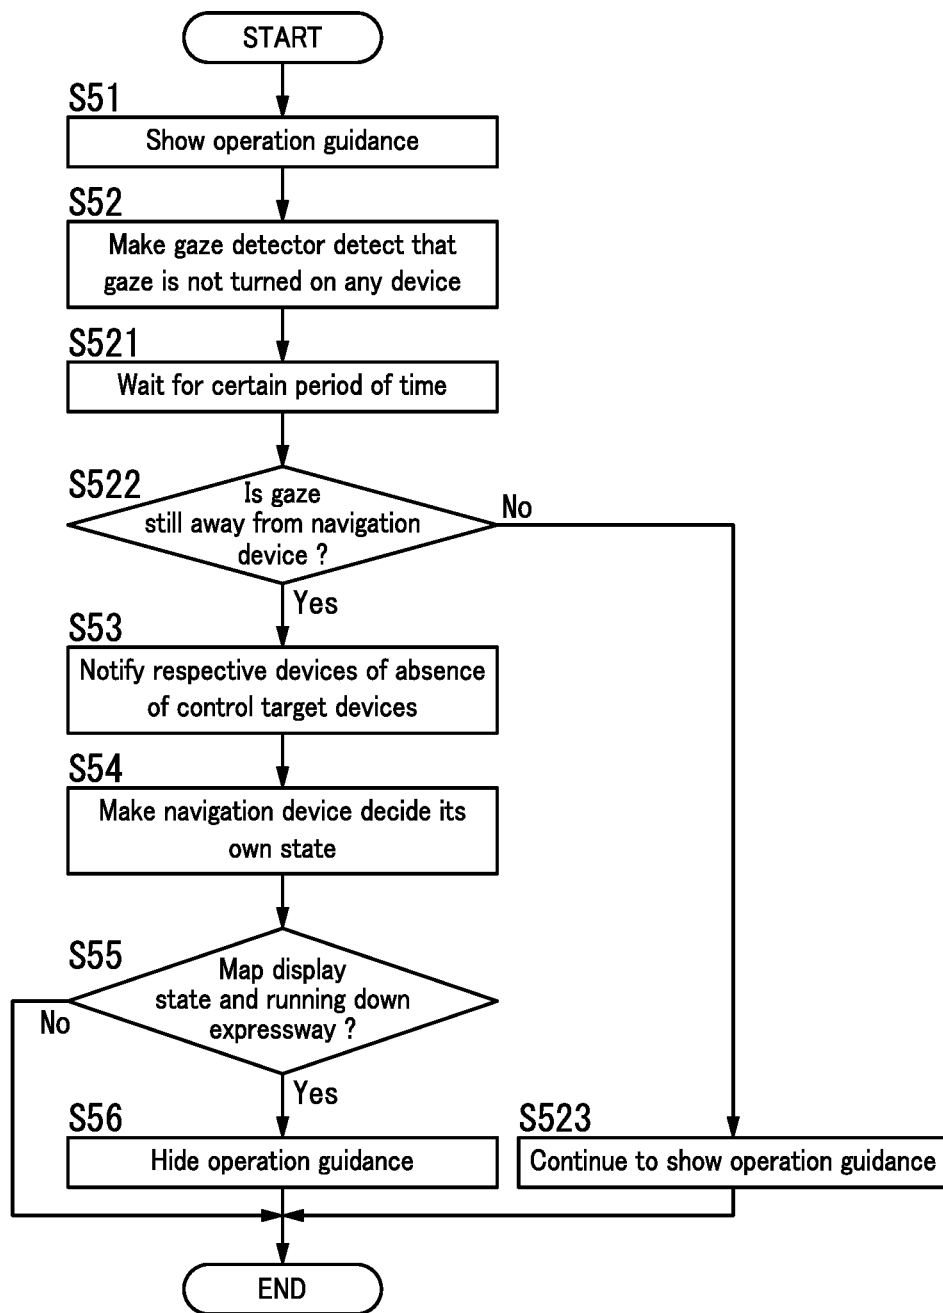 START
S51
Show operation guidance
S52
Make gaze detector detect that
gaze is not turned on any device
S521
Wait for certain period of time
S522
Is gaze
still away from navigation
device ?
No
Yes
S53
Notify respective devices of absence
of control target devices
S54
Make navigation device decide its
own state
S55
Map display
state and running down
expressway ?
No
Yes
S56
Hide operation guidance
S523
Continue to show operation guidance
END